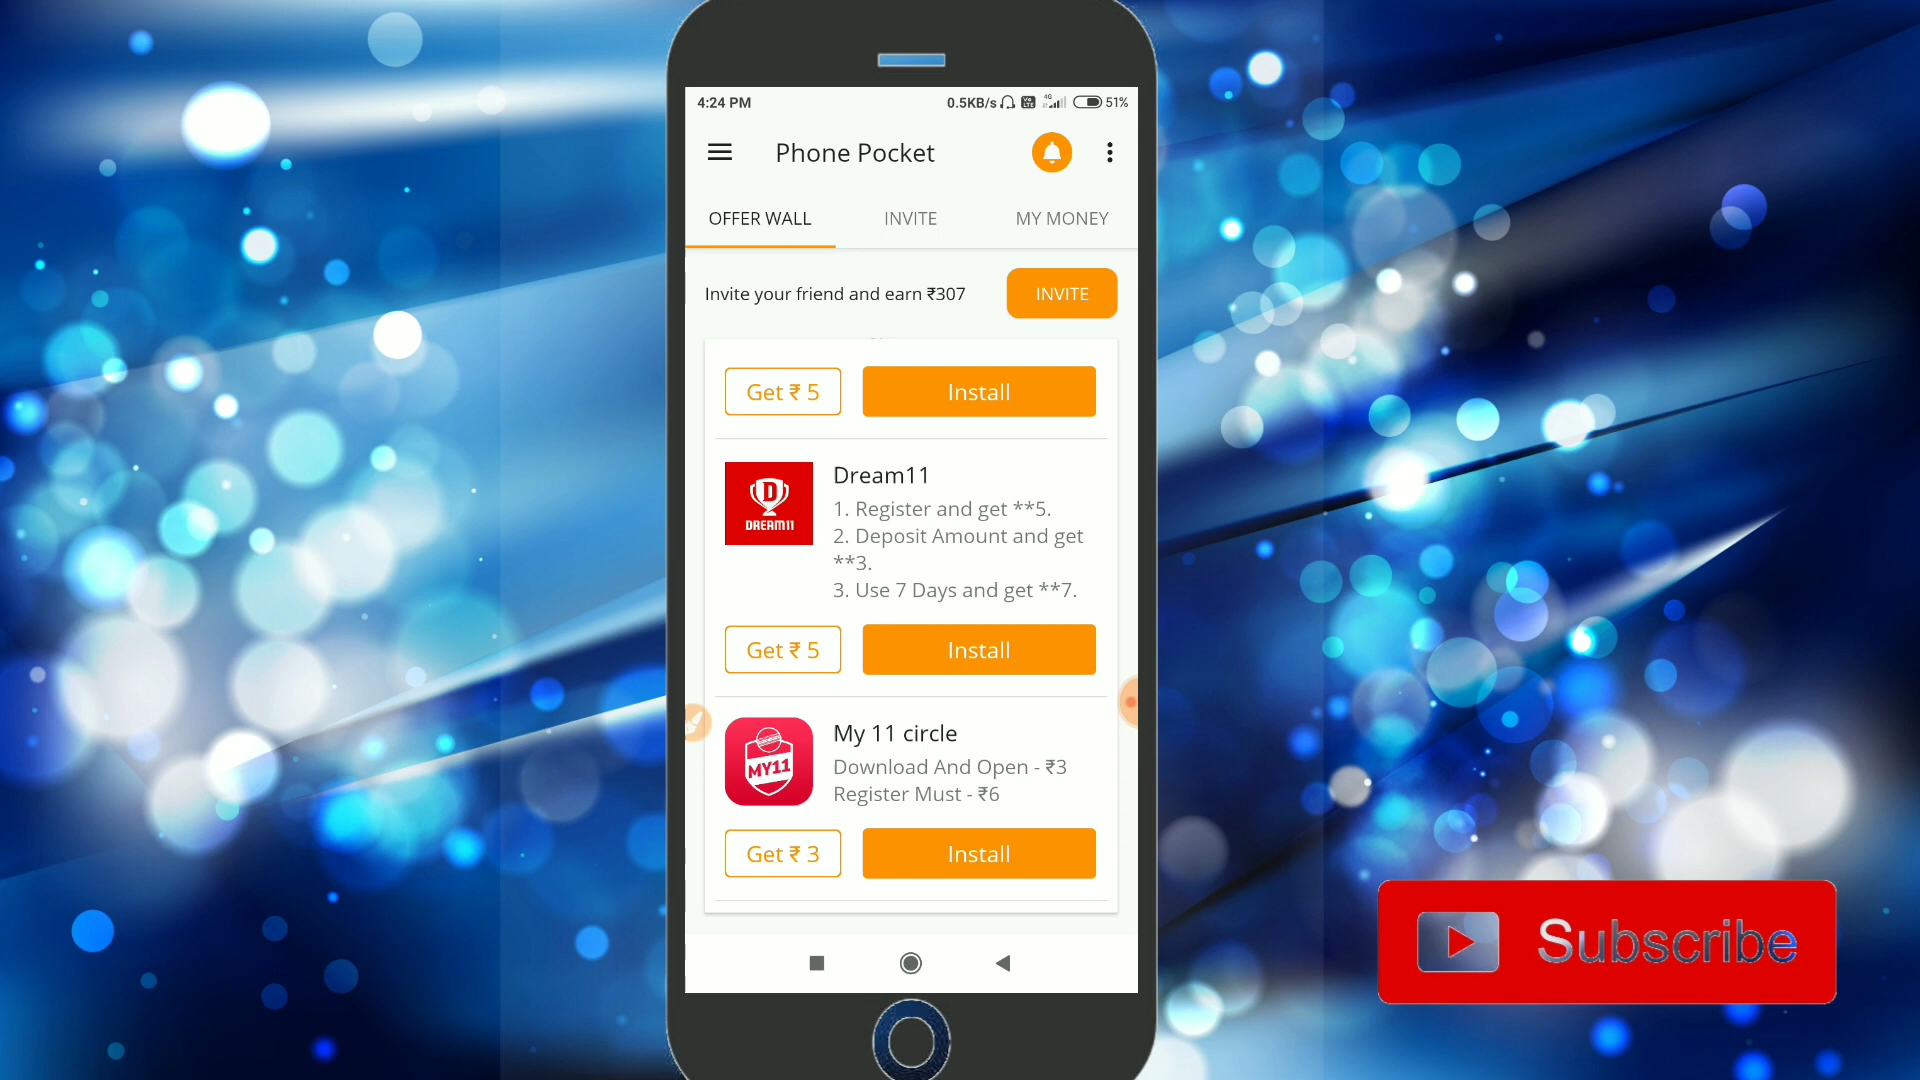 4:24 PM
0.5KB/s
Vo
LTE
4G
51%
Phone Pocket
OFFER WALL
INVITE
MY MONEY
Invite your friend and earn ₹307
INVITE
Get ₹ 5
Install
DREAM11
Dream11
1. Register and get **5.
2. Deposit Amount and get
**3.
3. Use 7 Days and get **7.
Get ₹ 5
Install
MY11
My 11 circle
Download And Open - ₹3
Register Must - ₹6
Get ₹ 3
Install
Subscribe